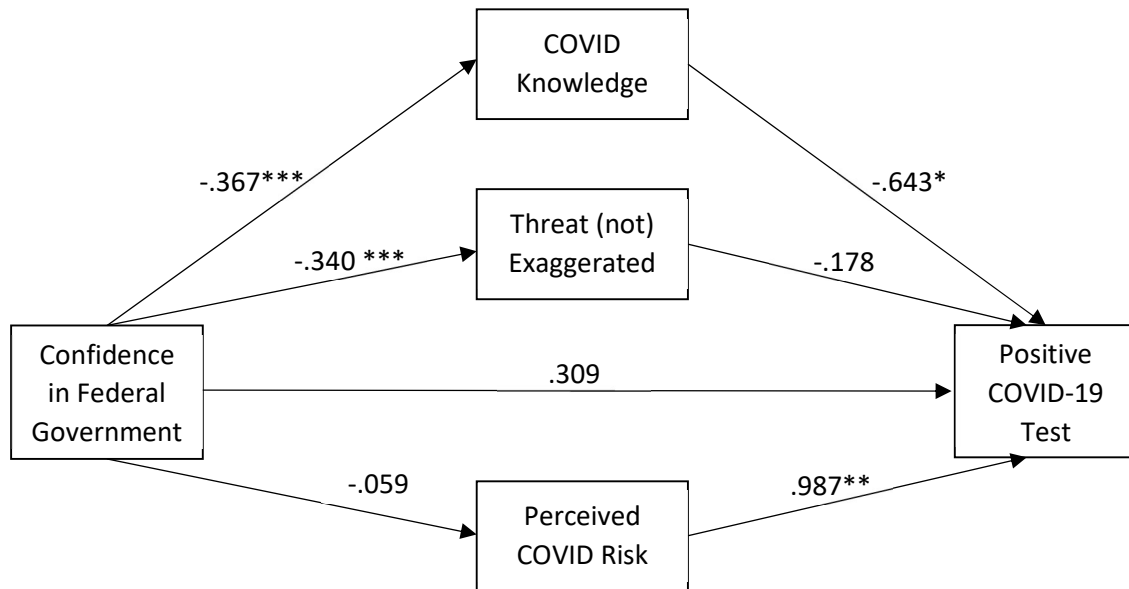 COVID
Knowledge
-.367***
-.643*
Threat (not)
Exaggerated
-.340 ***
-.178
Confidence
in Federal
Government
.309
Positive
COVID-19
Test
-.059
.987**
Perceived
COVID Risk